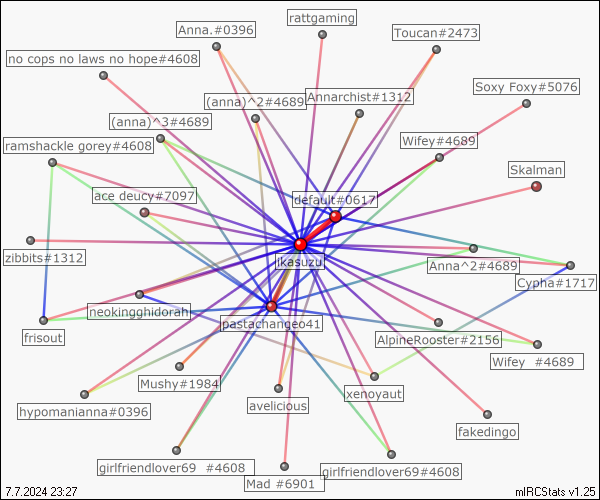 rattgaming
Anna.#0396
Toucan#2473
no cops no laws no hope#4608
Soxy Foxy#5076
Annarchist#1312
(anna)^2#4689
(anna)^3#4689
Wifey#4689
ramshackle gorey#4608
Skalman
ace deucy#7097
default#0617
zibbits#1312
ikasuzu
Anna^2#4689
Cypha#1717
neokingghidorah
pastachangeo41
frisout
AlpineRooster#2156
Wifey #4689
Mushy#1984
xenoyaut
avelicious
hypomanianna#0396
fakedingo
girlfriendlover69 #4608
girlfriendlover69#4608
Mad #6901
7.7.2024 23:27
mIRCStats v1.25